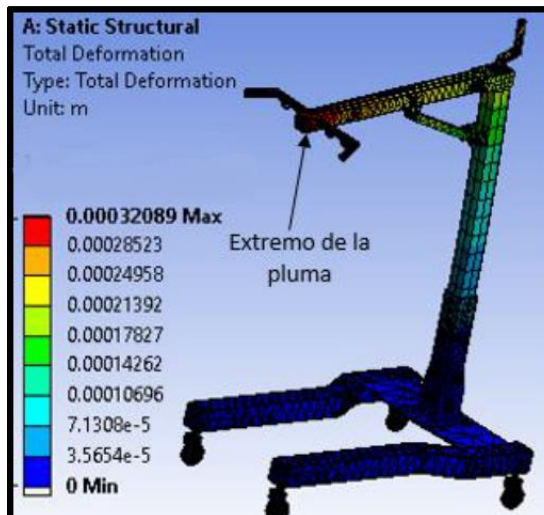 A: Static Structural
Total Deformation
Type: Total Deformation
Unit: m
0.00032089 Max
0.00028523
0.00024958
0.00021392
0.00017827
0.00014262
0.00010696
7.1308e-5
3.5654e-5
0 Min
Extremo de la
pluma